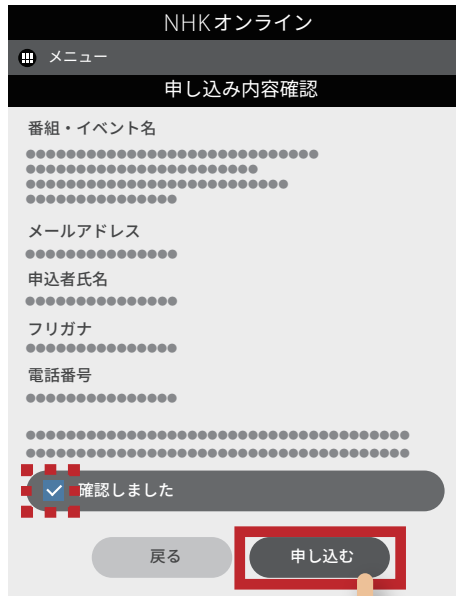 NHKオンライン
メニュー
申し込み内容確認
番組・イベント名
メールアドレス
申込者氏名
フリガナ
電話番号
確認しました
戻る
申し込む